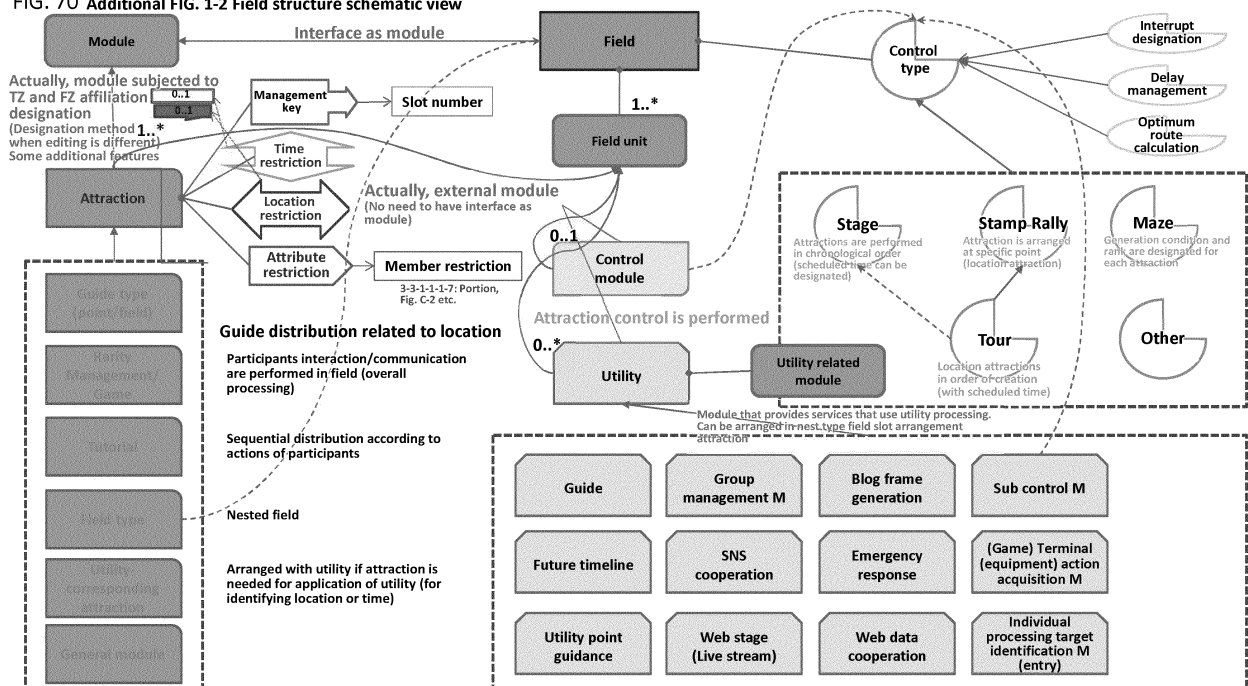 FIG. 70 Additional FIG. 1-2 Field structure schematic view
Module
Interface as module
Field
Control
type
Interrupt
designation
Delay
management
Optimum
route
calculation
Actually, module subjected to
TZ and FZ affiliation
designation
(Designation method
when editing is different)
Some additional features
0..1
0..1
1..*
Management
key
Slot number
1..*
Field unit
Time
restriction
Attraction
Location
restriction
Actually, external module
(No need to have interface as
module)
Attribute
restriction
Member restriction
3-3-1-1-1-7: Portion,
Fig. C-2 etc.
0..1
Control
module
Stage
Attractions are performed
in chronological order
(scheduled time can be
designated)
Stamp Rally
Attraction is arranged
at specific point
(location attraction)
Maze
Generation condition and
rank are designated for
each attraction
Guide type
(point/field)
Guide distribution related to location
Attraction control is performed
Tour
Location attractions
in order of creation
(with scheduled time)
Other
Rarity
Management/
Game
Participants interaction/communication
are performed in field (overall
processing)
0..*
Utility
Utility related
module
Module that provides services that use utility processing.
Can be arranged in nest type field slot arrangement
attraction
Tutorial
Sequential distribution according to
actions of participants
Field type
Nested field
Utility-
corresponding
attraction
Arranged with utility if attraction is
needed for application of utility (for
identifying location or time)
General module
Guide
Group
management M
Blog frame
generation
Sub control M
Future timeline
SNS
cooperation
Emergency
response
(Game) Terminal
(equipment) action
acquisition M
Utility point
guidance
Web stage
(Live stream)
Web data
cooperation
Individual
processing target
identification M
(entry)